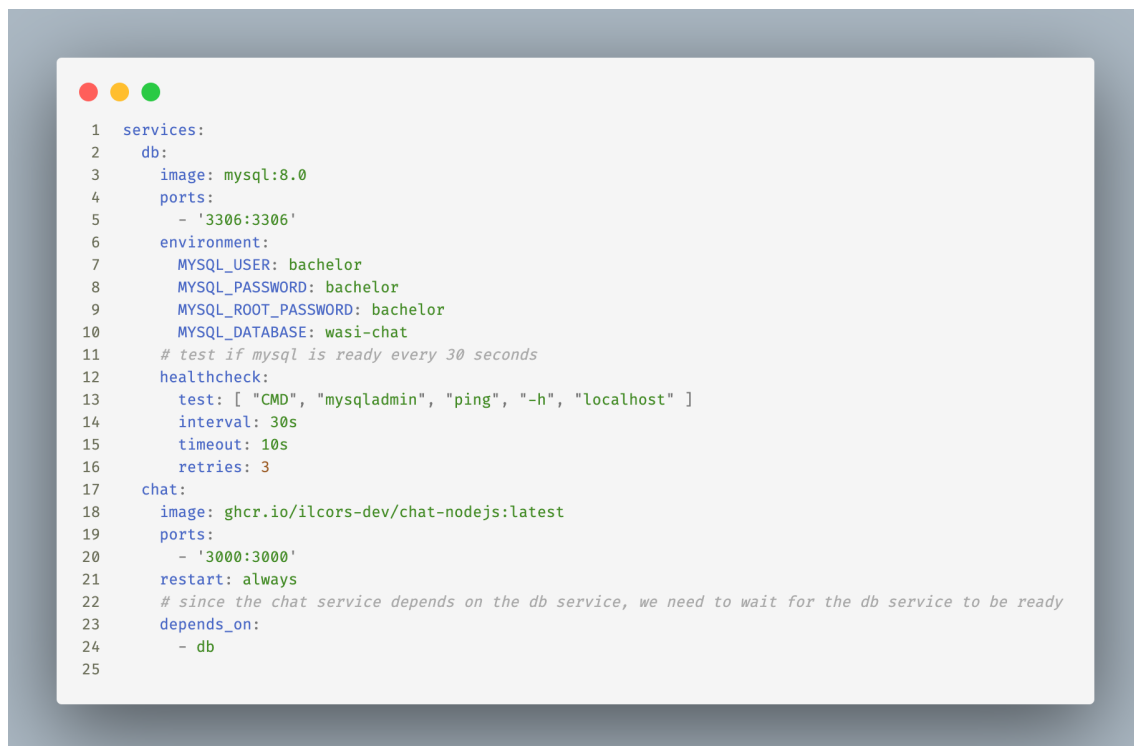 1 services:
2   db:
3     image: mysql:8.0
4     ports:
5       - '3306:3306'
6     environment:
7       MYSQL_USER: bachelor
8       MYSQL_PASSWORD: bachelor
9       MYSQL_ROOT_PASSWORD: bachelor
10       MYSQL_DATABASE: wasi-chat
11     # test if mysql is ready every 30 seconds
12     healthcheck:
13       test: [ "CMD", "mysqladmin", "ping", "-h", "localhost" ]
14       interval: 30s
15       timeout: 10s
16       retries: 3
17   chat:
18     image: ghcr.io/ilcors-dev/chat-nodejs:latest
19     ports:
20       - '3000:3000'
21     restart: always
22     # since the chat service depends on the db service, we need to wait for the db service to be ready
23     depends_on:
24       - db
25